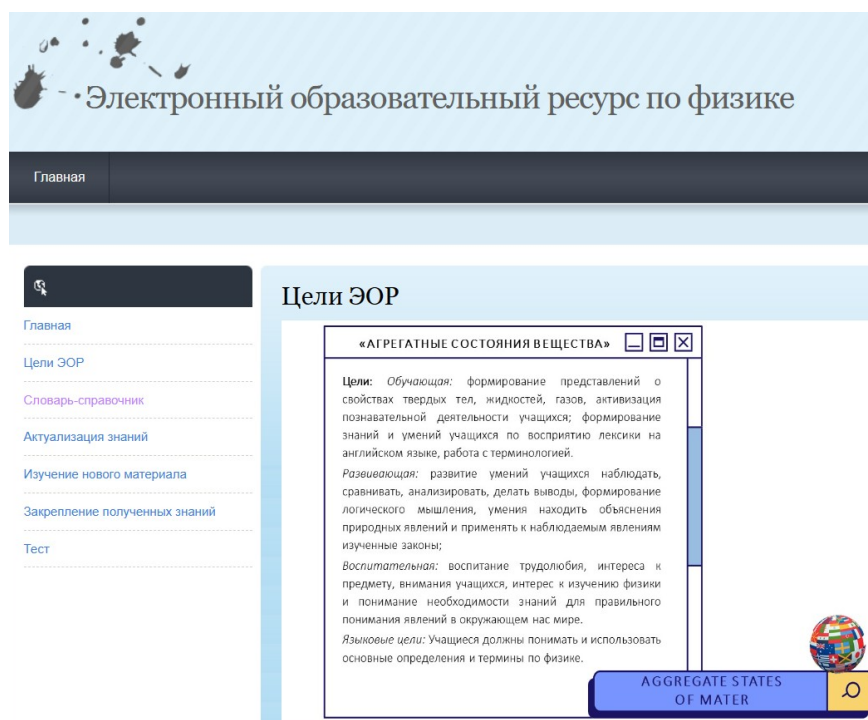 Электронный образовательный ресурс по физике
Главная
Главная
Цели ЭОР
Словарь-справочник
Актуализация знаний
Изучение нового материала
Закрепление полученных знаний
Тест
Цели ЭОР
«АГРЕГАТНЫЕ СОСТОЯНИЯ ВЕЩЕСТВА»
Цели: Обучающая: формирование представлений о
свойствах твердых тел, жидкостей, газов, активизация
познавательной деятельности учащихся; формирование
знаний и умений учащихся по восприятию лексики на
английском языке, работа с терминологией.
Развивающая: развитие умений учащихся наблюдать,
сравнивать, анализировать, делать выводы, формирование
логического мышления, умения находить объяснения
природных явлений и применять к наблюдаемым явлениям
изученные законы;
Воспитательная: воспитание трудолюбия, интереса к
предмету, внимания учащихся, интерес к изучению физики
и понимание необходимости знаний для правильного
понимания явлений в окружающем нас мире.
Языковые цели: Учащиеся должны понимать и использовать
основные определения и термины по физике.
AGGREGATE STATES
OF MATER